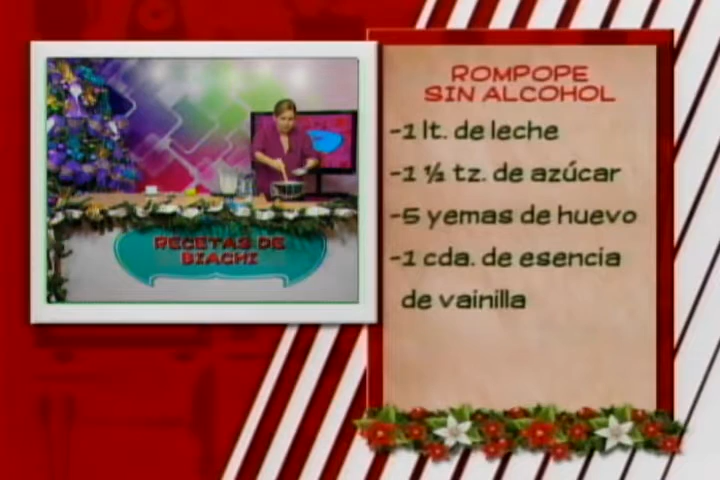 ROMPOPE
SIN ALCOHOL
-1 lt. de leche
-1 ½ tz. de azúcar
-5 yemas de huevo
-1 cda. de esencia
de vainilla
RECETAS DE
BIACHI